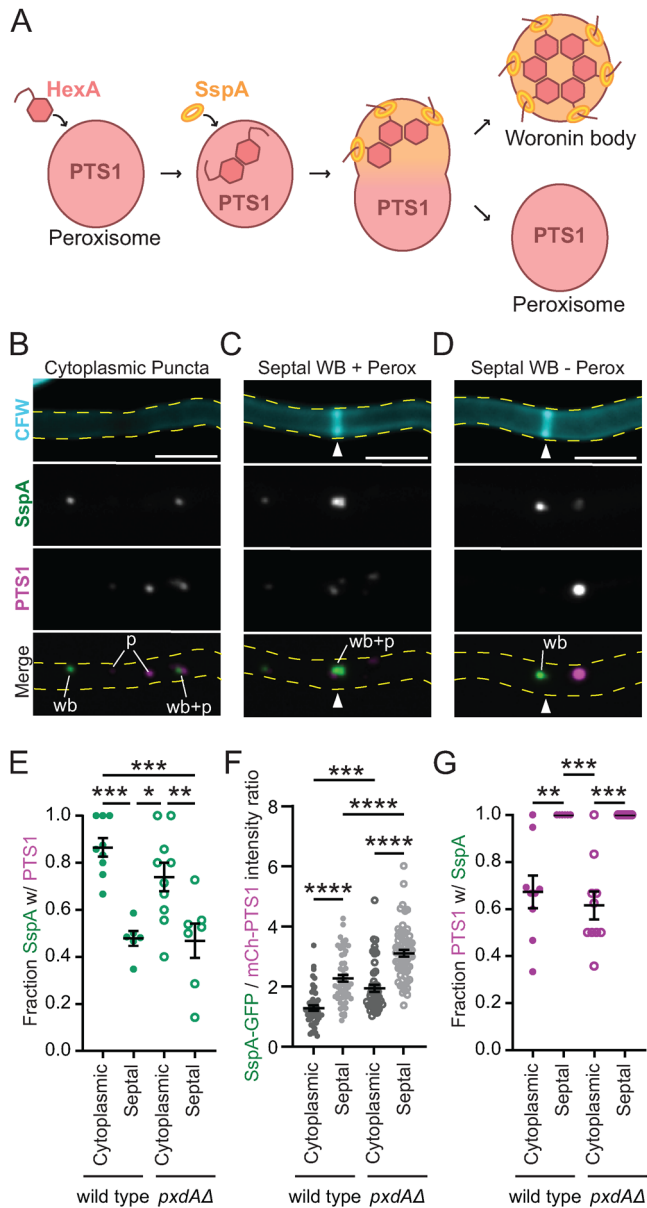 A
HexA
SspA
PTS1
PTS1
PTS1
Woronin body
PTS1
Peroxisome
Peroxisome
B Cytoplasmic Puncta
C Septal WB + Perox
D Septal WB - Perox
CFW
SspA
PTS1
Merge
p
wb
wb+p
wb+p
wb
E
Fraction SspA w/ PTS1
***
*** * **
1.0
0.8
0.6
0.4
0.2
0.0
Cytoplasmic
Septal
Cytoplasmic
Septal
wild type pxdAΔ
F
SspA-GFP / mCh-PTS1 intensity ratio
***
****
****
****
8
6
4
2
0
Cytoplasmic
Septal
Cytoplasmic
Septal
wild type pxdAΔ
G
Fraction PTS1 w/ SspA
***
** ***
1.0
0.8
0.6
0.4
0.2
0.0
Cytoplasmic
Septal
Cytoplasmic
Septal
wild type pxdAΔ